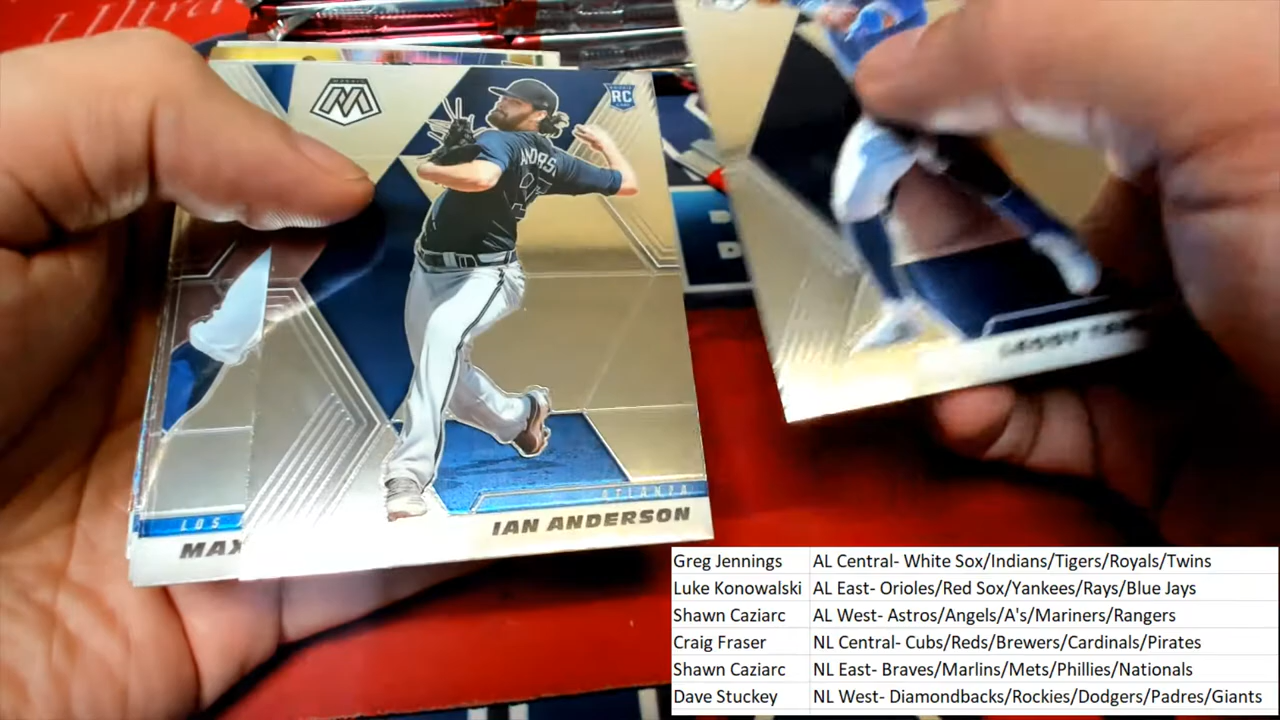 MOSAIC
RC
ANDERS
ATLANTA
IAN ANDERSON
LOS A
MAX
Greg Jennings AL Central- White Sox/Indians/Tigers/Royals/Twins
Luke Konowalski AL East- Orioles/Red Sox/Yankees/Rays/Blue Jays
Shawn Caziarc AL West- Astros/Angels/A's/Mariners/Rangers
Craig Fraser NL Central- Cubs/Reds/Brewers/Cardinals/Pirates
Shawn Caziarc NL East- Braves/Marlins/Mets/Phillies/Nationals
Dave Stuckey NL West- Diamondbacks/Rockies/Dodgers/Padres/Giants